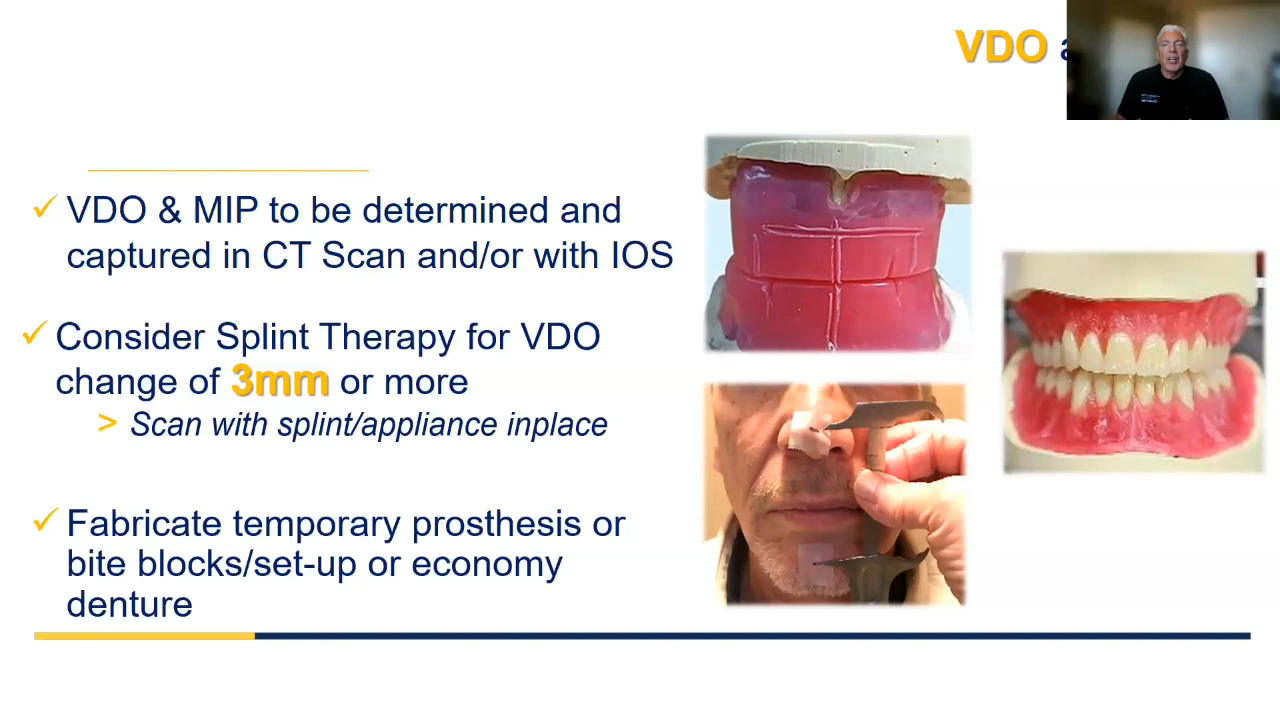 VDO
VDO & MIP to be determined and
captured in CT Scan and/or with IOS
Consider Splint Therapy for VDO
change of 3mm or more
> Scan with splint/appliance inplace
Fabricate temporary prosthesis or
bite blocks/set-up or economy
denture